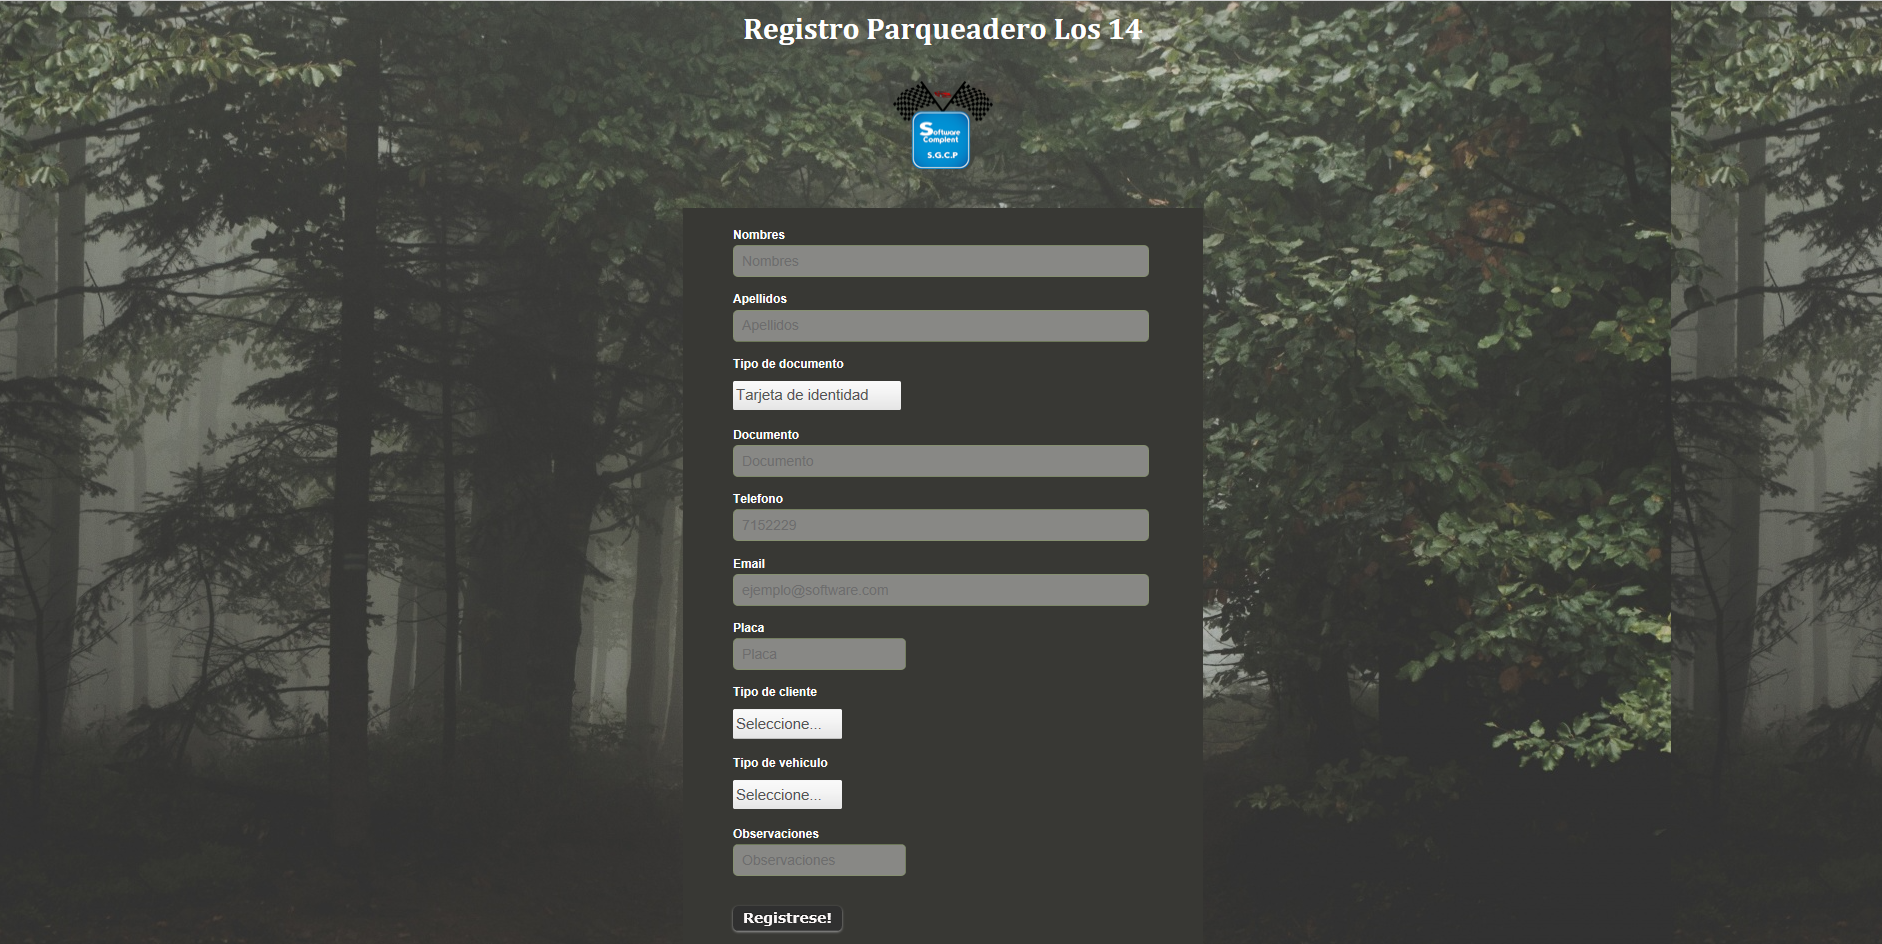 Registro Parqueadero Los 14
Software
Complent
S.G.C.P
Nombres
Nombres
Apellidos
Apellidos
Tipo de documento
Tarjeta de identidad
Documento
Documento
Telefono
7152229
Email
ejemplo@software.com
Placa
Placa
Tipo de cliente
Seleccione...
Tipo de vehiculo
Seleccione...
Observaciones
Observaciones
Registrese!